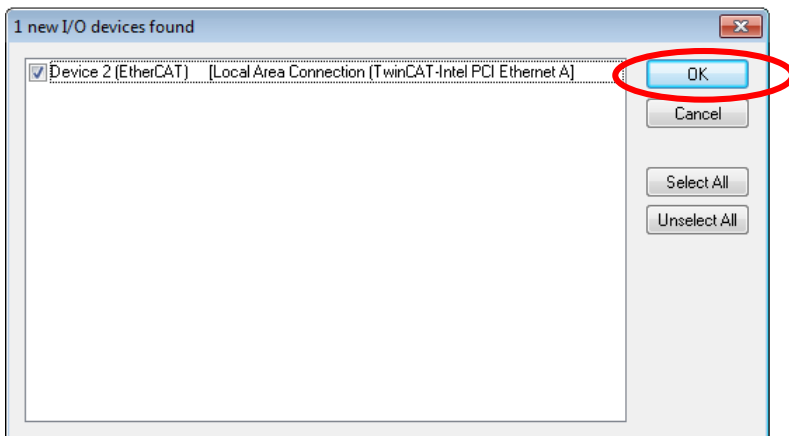 1 new I/O devices found
Device 2 (EtherCAT) [Local Area Connection (TwinCAT-Intel PCI Ethernet A]
OK
Cancel
Select All
Unselect All